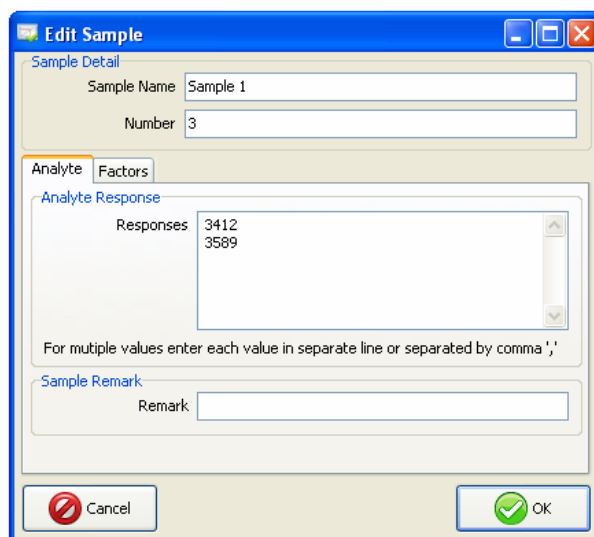 Edit Sample
Sample Detail
Sample Name Sample 1
Number 3
Analyte Factors
Analyte Response
Responses 3412
3589
For mutiple values enter each value in separate line or separated by comma ','
Sample Remark
Remark
Cancel OK